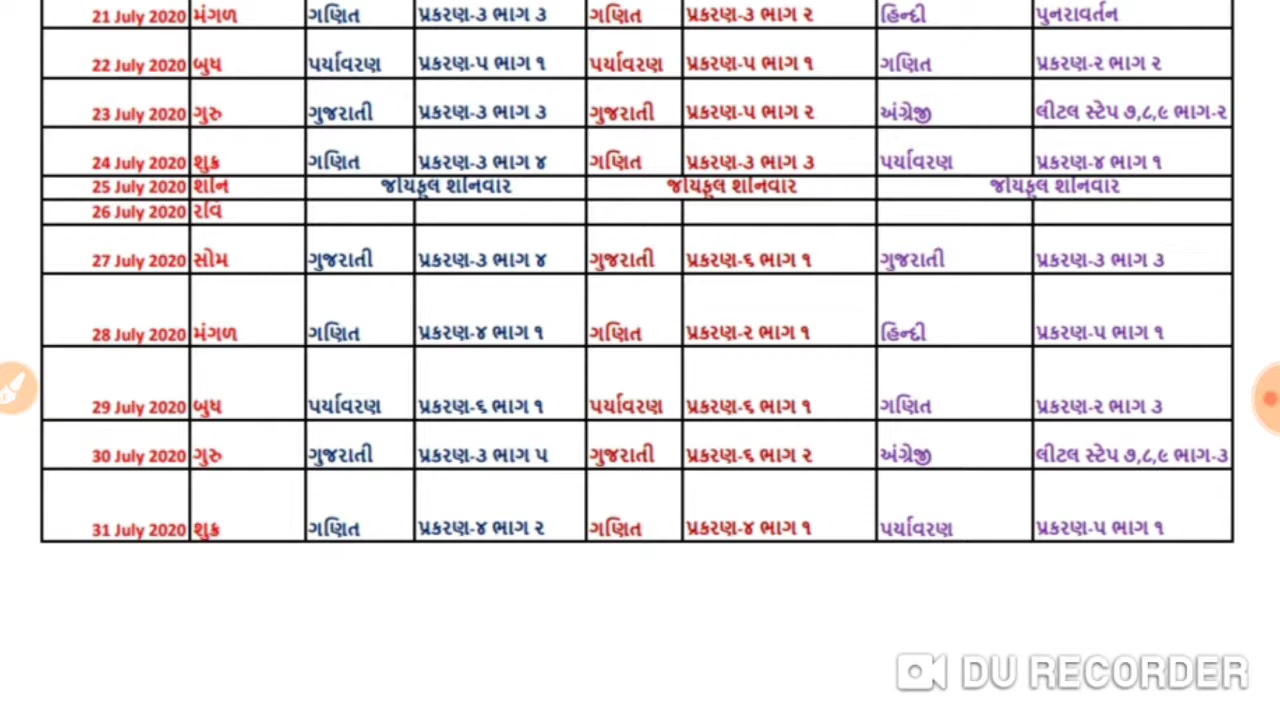 21 July 2020 મંગળ ગણિત પ્રકરણ-૩ ભાગ ૩ ગણિત પ્રકરણ-૩ ભાગ ૨ હિન્દી પુનરાવર્તન
22 July 2020 બુધ પર્યાવરણ પ્રકરણ-૫ ભાગ ૧ પર્યાવરણ પ્રકરણ-૫ ભાગ ૧ ગણિત પ્રકરણ-૨ ભાગ ૨
23 July 2020 ગુરુ ગુજરાતી પ્રકરણ-૩ ભાગ ૩ ગુજરાતી પ્રકરણ-૫ ભાગ ૨ અંગ્રેજી લીટલ સ્ટેપ ૭,૮,૯ ભાગ-૨
24 July 2020 શુક્ર ગણિત પ્રકરણ-૩ ભાગ ૪ ગણિત પ્રકરણ-૩ ભાગ ૩ પર્યાવરણ પ્રકરણ-૪ ભાગ ૧
25 July 2020 શનિ જોયફુલ શનિવાર જોયફુલ શનિવાર જોયફુલ શનિવાર
26 July 2020 રવિ
27 July 2020 સોમ ગુજરાતી પ્રકરણ-૩ ભાગ ૪ ગુજરાતી પ્રકરણ-૬ ભાગ ૧ ગુજરાતી પ્રકરણ-૩ ભાગ ૩
28 July 2020 મંગળ ગણિત પ્રકરણ-૪ ભાગ ૧ ગણિત પ્રકરણ-૨ ભાગ ૧ હિન્દી પ્રકરણ-૫ ભાગ ૧
29 July 2020 બુધ પર્યાવરણ પ્રકરણ-૬ ભાગ ૧ પર્યાવરણ પ્રકરણ-૬ ભાગ ૧ ગણિત પ્રકરણ-૨ ભાગ ૩
30 July 2020 ગુરુ ગુજરાતી પ્રકરણ-૩ ભાગ ૫ ગુજરાતી પ્રકરણ-૬ ભાગ ૨ અંગ્રેજી લીટલ સ્ટેપ ૭,૮,૯ ભાગ-૩
31 July 2020 શુક્ર ગણિત પ્રકરણ-૪ ભાગ ૨ ગણિત પ્રકરણ-૪ ભાગ ૧ પર્યાવરણ પ્રકરણ-૫ ભાગ ૧
DU RECORDER